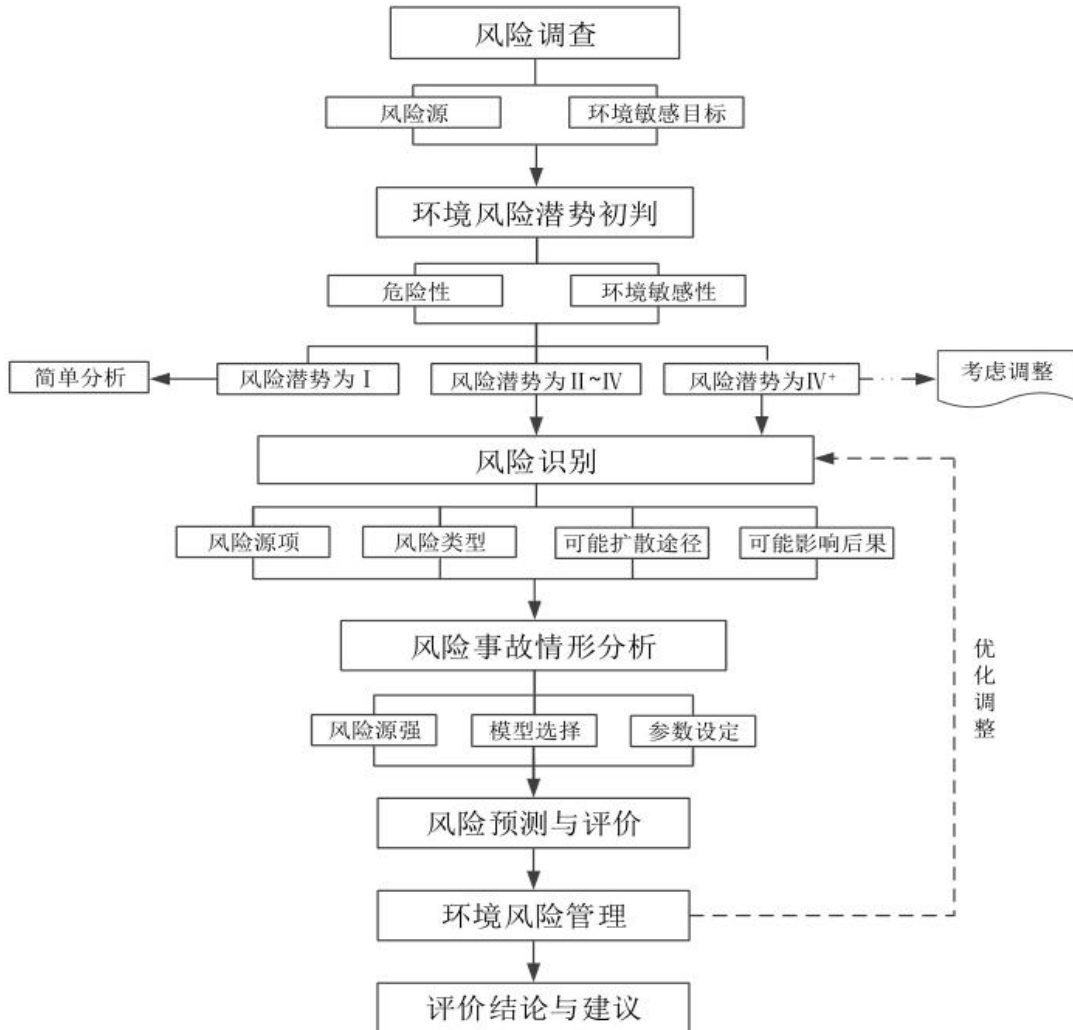 风险调查
风险源
环境敏感目标
环境风险潜势初判
危险性
环境敏感性
简单分析
风险潜势为Ⅰ
风险潜势为Ⅱ~Ⅳ
风险潜势为Ⅳ+
考虑调整
风险识别
风险源项
风险类型
可能扩散途径
可能影响后果
风险事故情形分析
优化调整
风险源强
模型选择
参数设定
风险预测与评价
环境风险管理
评价结论与建议